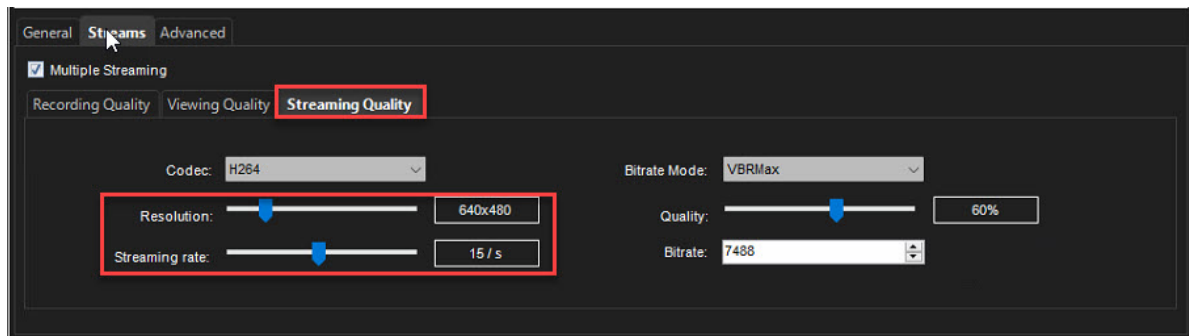 General Streams Advanced
Multiple Streaming
Recording Quality Viewing Quality Streaming Quality
Codec: H264 Bitrate Mode: VBRMax
Resolution: 640x480 Quality: 60%
Streaming rate: 15 / s Bitrate: 7488